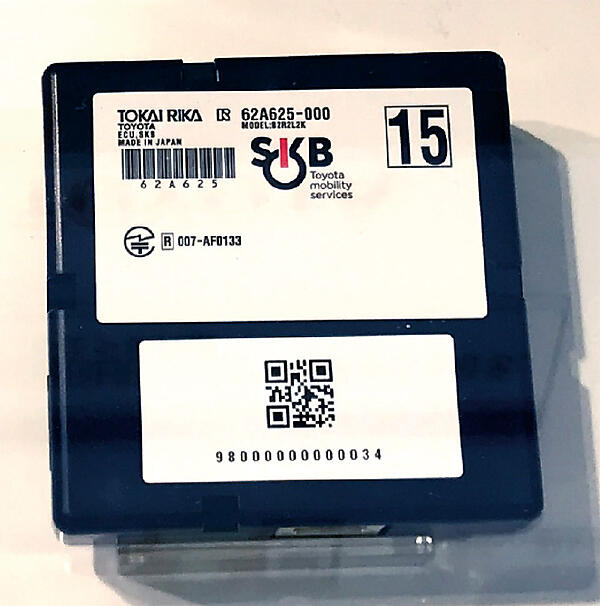 TOKAI RIKA R 62A625-000
TOYOTA MODEL:S2R2L2K
ECU,SKB
MADE IN JAPAN
62A625
SKB
Toyota
mobility
services
15
R 007-AF0133
98000000000034